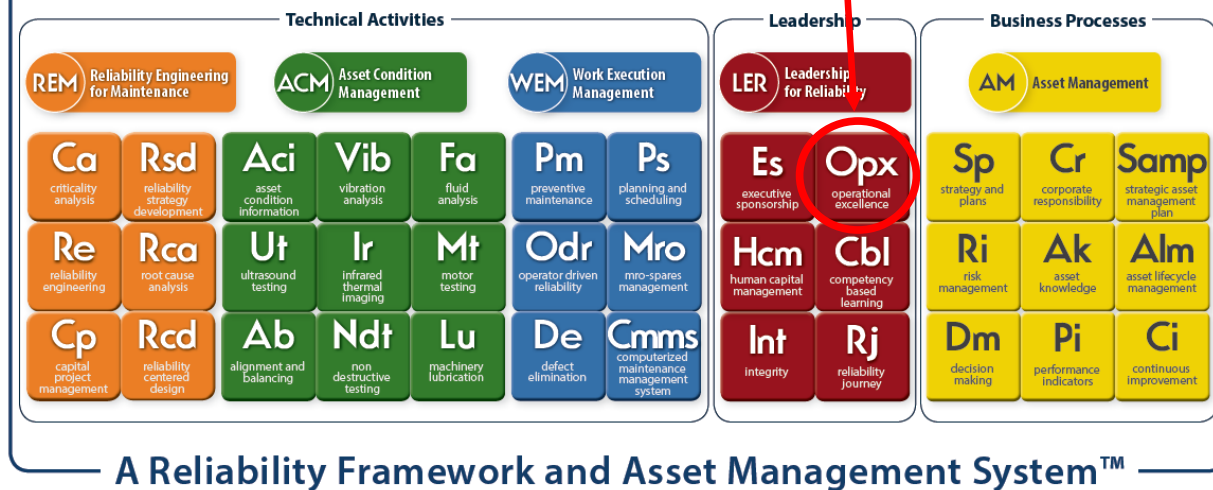 Technical Activities
Leadership
Business Processes
REM
Reliability Engineering
for Maintenance
ACM
Asset Condition
Management
WEM
Work Execution
Management
LER
Leadership
for Reliability
AM
Asset Management
Ca
criticality
analysis
Rsd
reliability
strategy
development
Aci
asset
condition
information
Vib
vibration
analysis
Fa
fluid
analysis
Pm
preventive
maintenance
Ps
planning and
scheduling
Es
executive
sponsorship
Opx
operational
excellence
Sp
strategy and
plans
Cr
corporate
responsibility
Samp
strategic asset
management
plan
Re
reliability
engineering
Rca
root cause
analysis
Ut
ultrasound
testing
Ir
infrared
thermal
imaging
Mt
motor
testing
Odr
operator driven
reliability
Mro
mro-spares
management
Hcm
human capital
management
Cbl
competency
based
learning
Ri
risk
management
Ak
asset
knowledge
Alm
asset lifecycle
management
Cp
capital
project
management
Rcd
reliability
centered
design
Ab
alignment and
balancing
Ndt
non
destructive
testing
Lu
machinery
lubrication
De
defect
elimination
Cmms
computerized
maintenance
management
system
Int
integrity
Rj
reliability
journey
Dm
decision
making
Pi
performance
indicators
Ci
continuous
improvement
A Reliability Framework and Asset Management System™